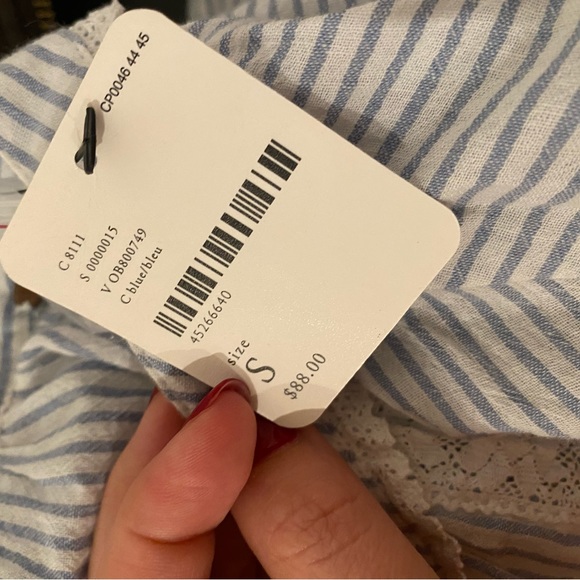 CP0046 44 45
C 8111
S 0000015
V OB800749
C blue/bleu
45266640
size
S
$88.00